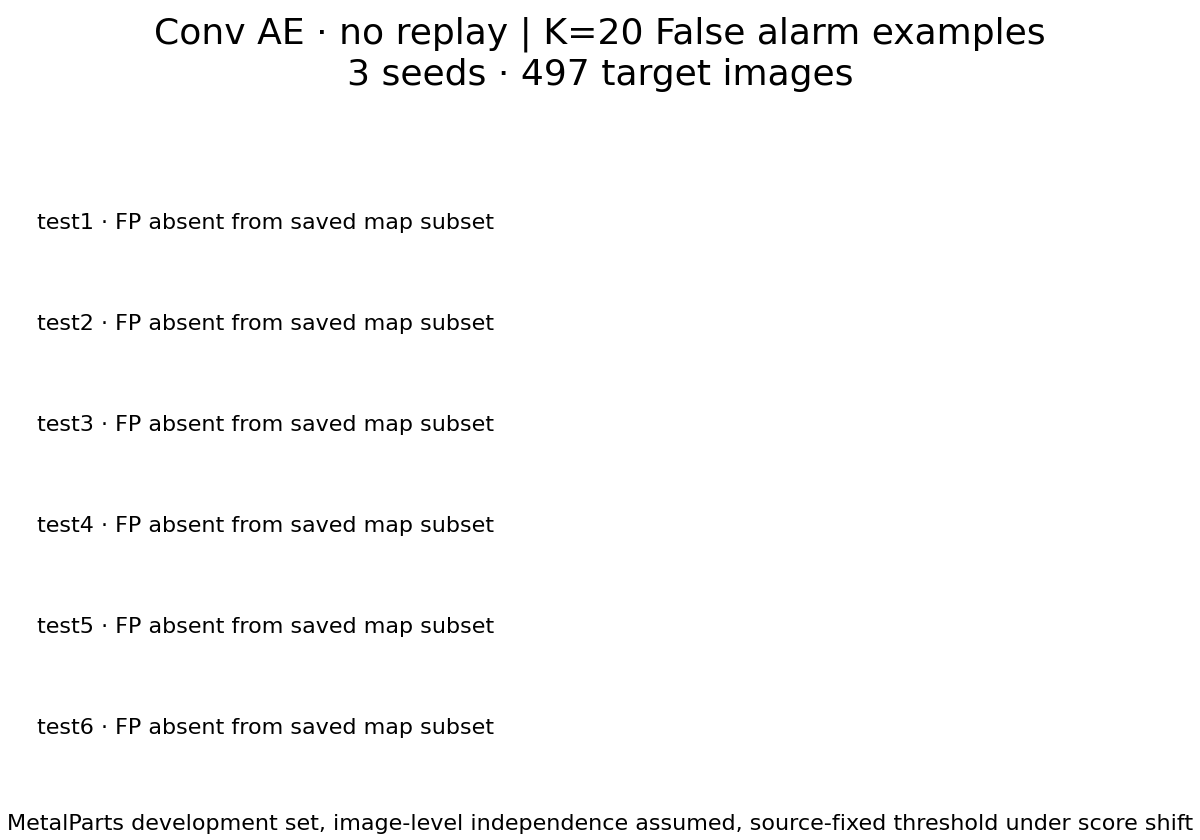 Conv AE · no replay | K=20 False alarm examples
3 seeds · 497 target images
test1 · FP absent from saved map subset
test2 · FP absent from saved map subset
test3 · FP absent from saved map subset
test4 · FP absent from saved map subset
test5 · FP absent from saved map subset
test6 · FP absent from saved map subset
MetalParts development set, image-level independence assumed, source-fixed threshold under score shift